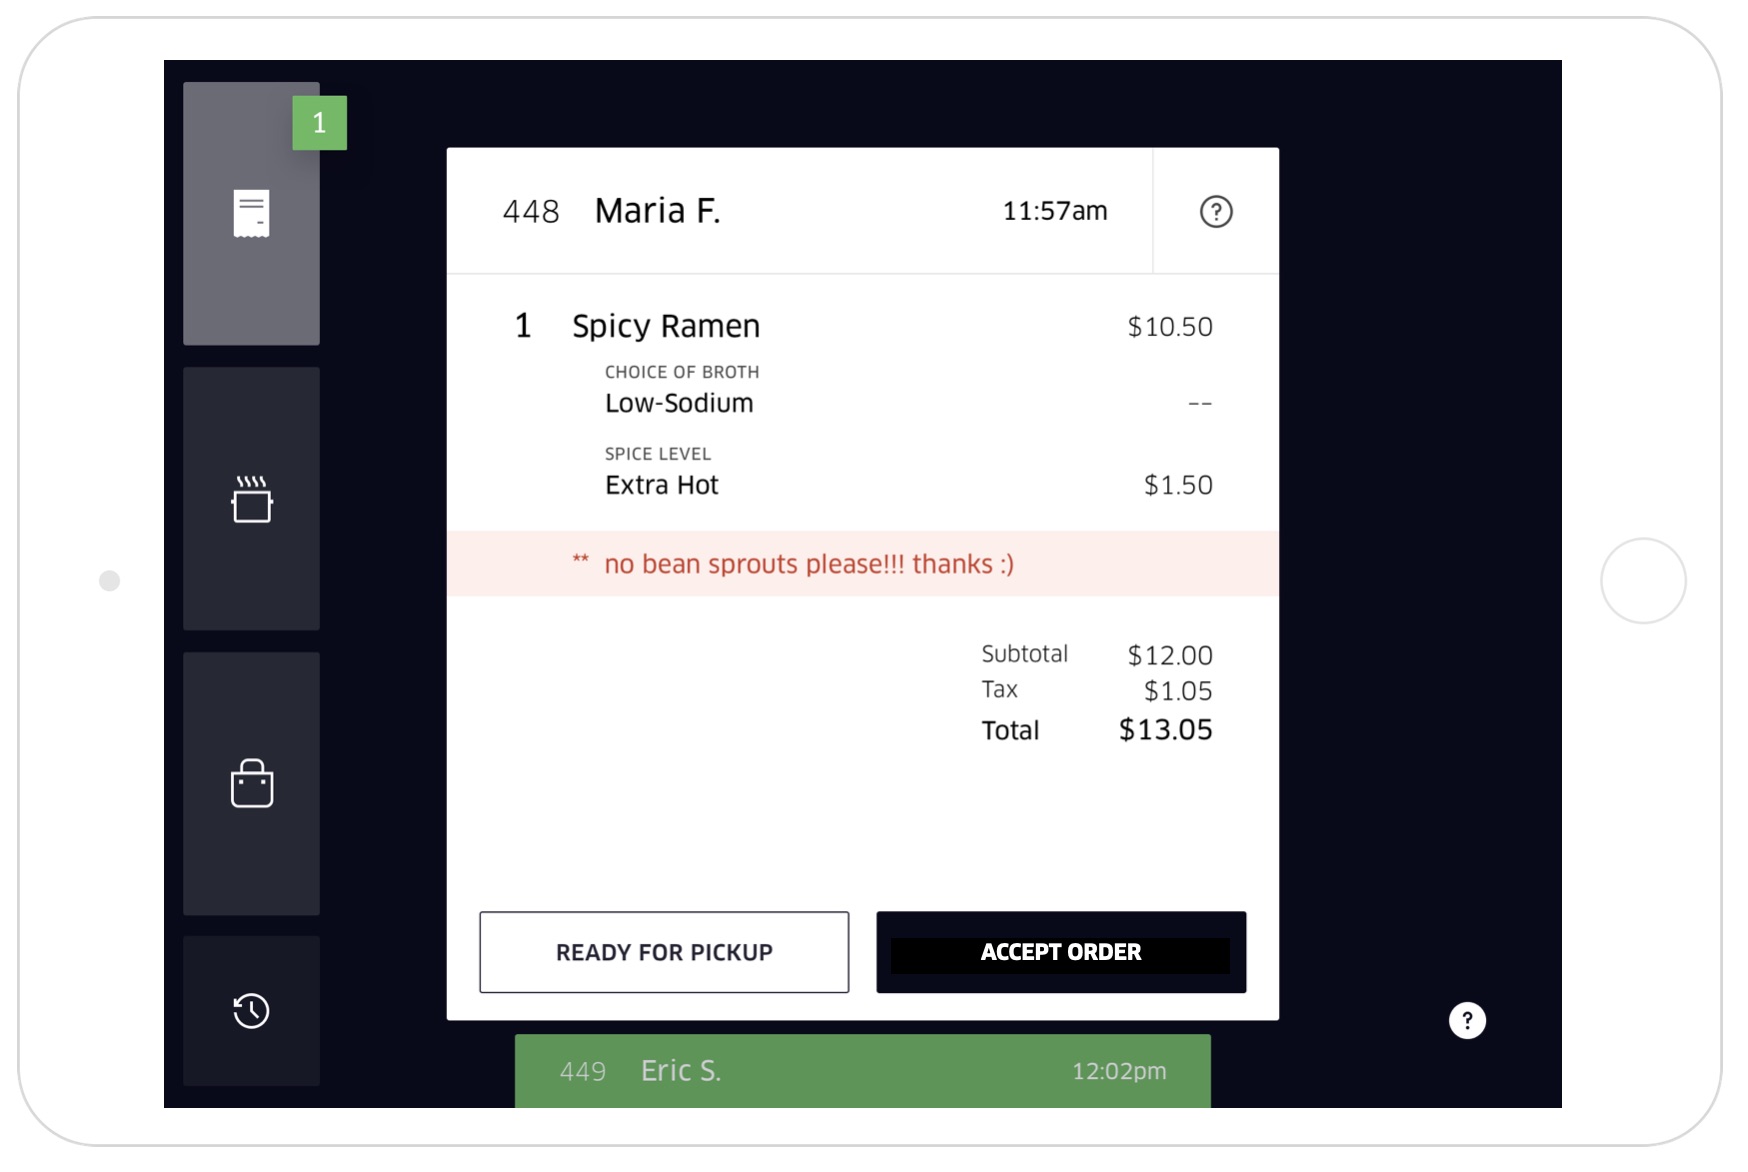 1
448 Maria F. 11:57am ?
1 Spicy Ramen $10.50
CHOICE OF BROTH
Low-Sodium --
SPICE LEVEL
Extra Hot $1.50
** no bean sprouts please!!! thanks :)
Subtotal $12.00
Tax $1.05
Total $13.05
READY FOR PICKUP ACCEPT ORDER
?
449 Eric S. 12:02pm